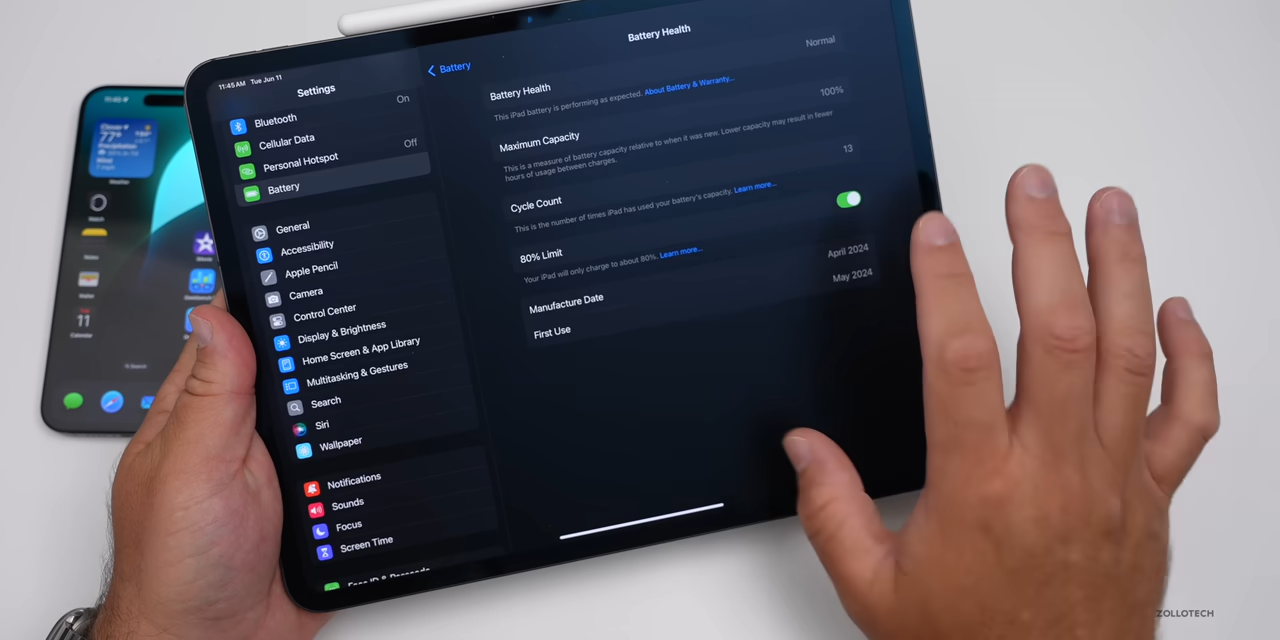 11:45 AM Tue Jun 11
Settings
Bluetooth On
Cellular Data
Personal Hotspot Off
Battery
General
Accessibility
Apple Pencil
Camera
Control Center
Display & Brightness
Home Screen & App Library
Multitasking & Gestures
Search
Siri
Wallpaper
Notifications
Sounds
Focus
Screen Time
Battery
Battery Health
Battery Health Normal
This iPad battery is performing as expected. About Battery & Warranty...
Maximum Capacity 100%
This is a measure of battery capacity relative to when it was new. Lower capacity may result in fewer
hours of usage between charges.
Cycle Count 13
This is the number of times iPad has used your battery's capacity. Learn more...
80% Limit
Your iPad will only charge to about 80%. Learn more...
Manufacture Date April 2024
First Use May 2024
77°
11
ZOLLOTECH